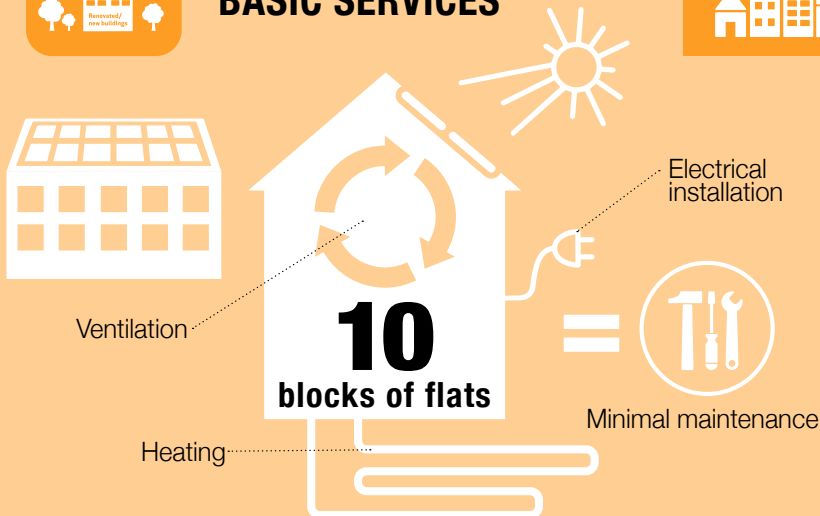 BASIC SERVICES
Renovated/
new buildings
Electrical
installation
Ventilation
10
blocks of flats
Minimal maintenance
Heating